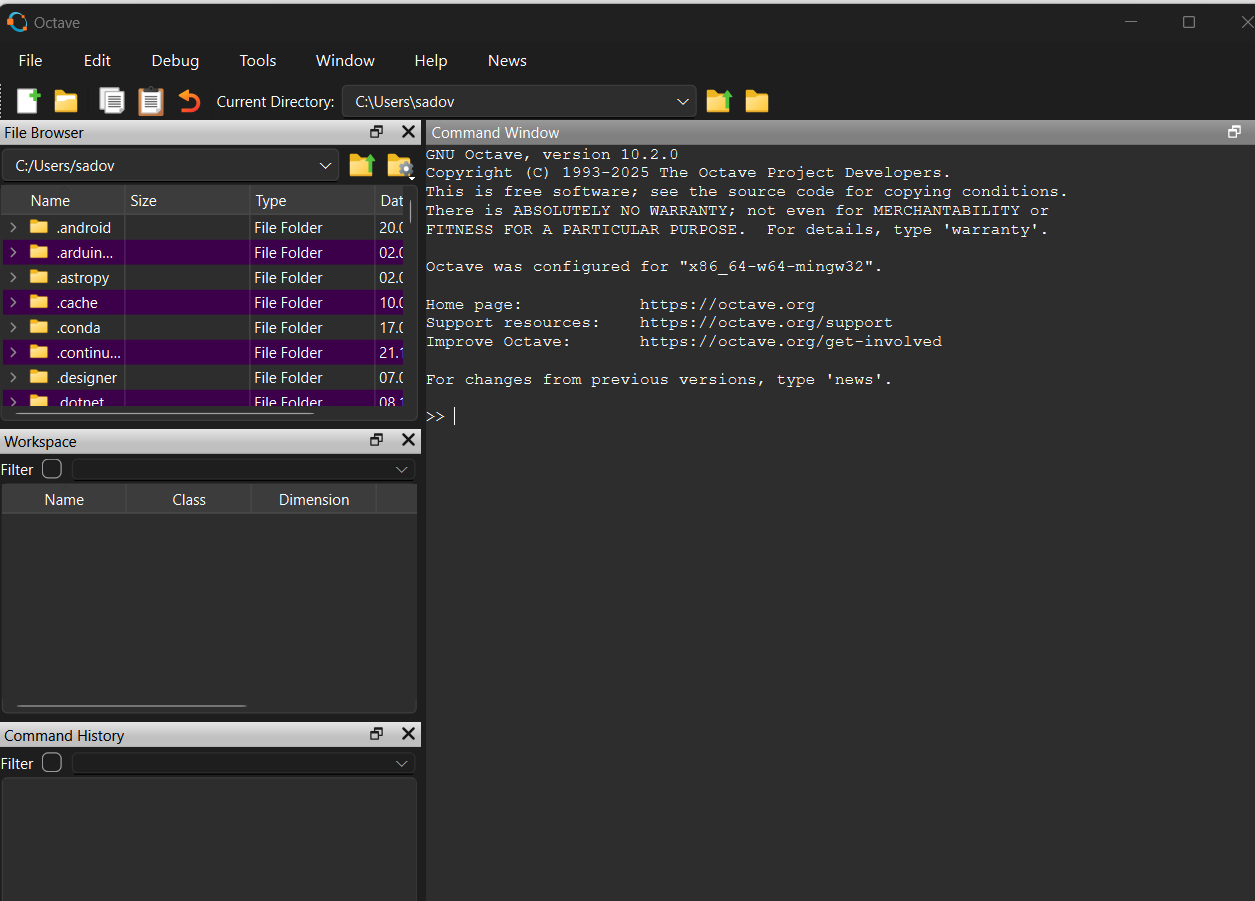 Octave
File Edit Debug Tools Window Help News
Current Directory: C:\Users\sadov
File Browser
C:/Users/sadov
Name Size Type Dat
.android File Folder 20.0
.arduin... File Folder 02.0
.astropy File Folder 02.0
.cache File Folder 10.0
.conda File Folder 17.0
.continu... File Folder 21.1
.designer File Folder 07.0
.dotnet File Folder 08.1
Workspace
Filter
Name Class Dimension
Command History
Filter
Command Window
GNU Octave, version 10.2.0
Copyright (C) 1993-2025 The Octave Project Developers.
This is free software; see the source code for copying conditions.
There is ABSOLUTELY NO WARRANTY; not even for MERCHANTABILITY or
FITNESS FOR A PARTICULAR PURPOSE.  For details, type 'warranty'.
Octave was configured for "x86_64-w64-mingw32".
Home page: https://octave.org
Support resources: https://octave.org/support
Improve Octave: https://octave.org/get-involved
For changes from previous versions, type 'news'.
>>